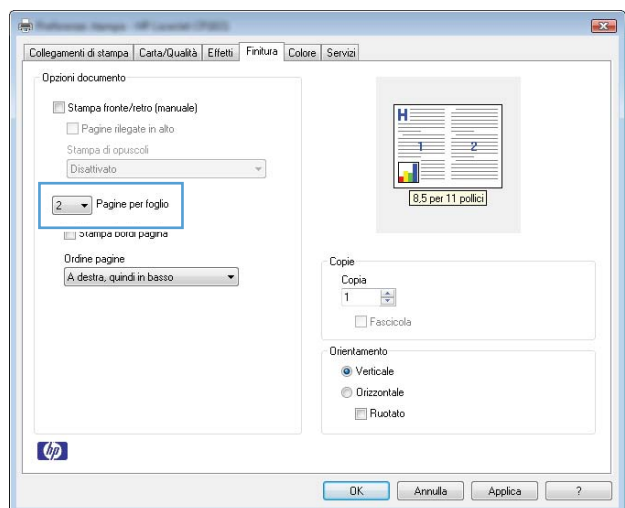 Collegamenti di stampa Carta/Qualità Effetti Finitura Colore Servizi
Opzioni documento
Stampa fronte/retro (manuale)
Pagine rilegate in alto
Stampa di opuscoli
Disattivato
2 Pagine per foglio
Stampa bordi pagina
Ordine pagine
A destra, quindi in basso
H
1 2
8,5 per 11 pollici
Copie
Copia
1
Fascicola
Orientamento
Verticale
Orizzontale
Ruotato
hp
OK Annulla Applica ?